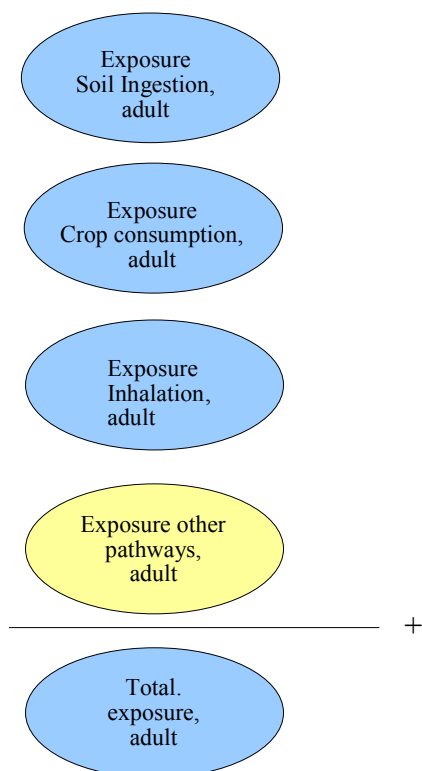 Exposure
Soil Ingestion,
adult
Exposure
Crop consumption,
adult
Exposure
Inhalation,
adult
Exposure other
pathways,
adult
+
Total.
exposure,
adult